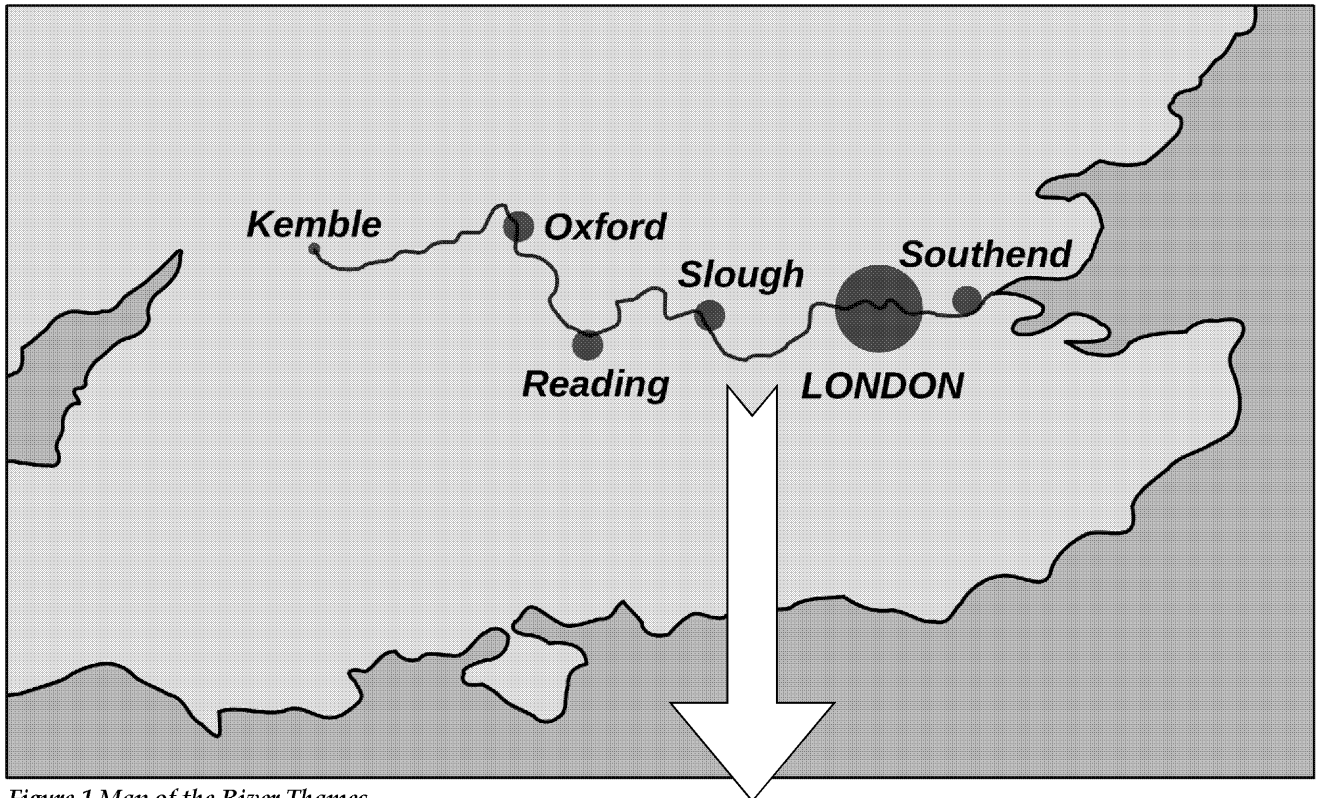 Kemble
Oxford
Southend
Slough
Reading
LONDON
Figure 1 Map of the River Thames